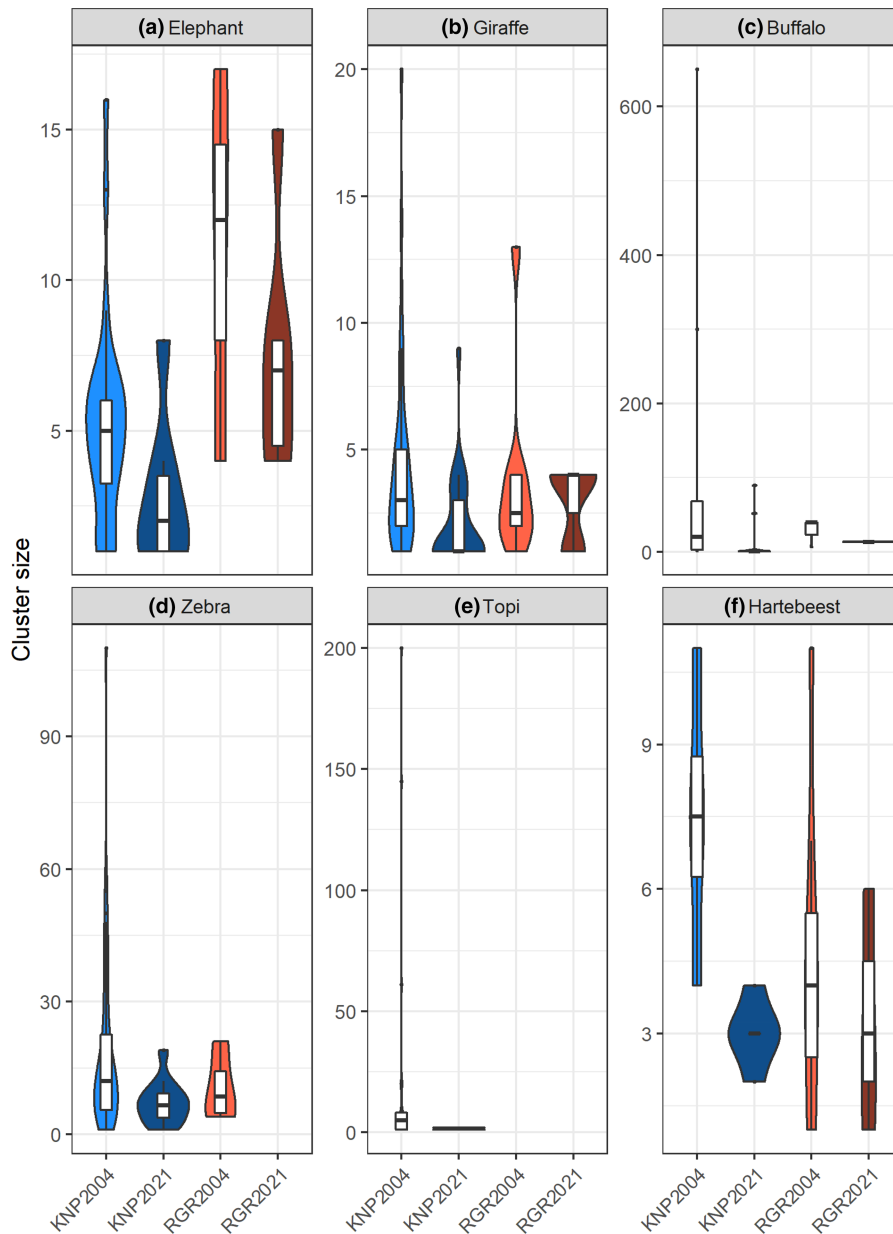 (a) Elephant
(b) Giraffe
(c) Buffalo
15
10
5
20
15
10
5
600
400
200
0
Cluster size
(d) Zebra
(e) Topi
(f) Hartebeest
90
60
30
0
200
150
100
50
0
9
6
3
KNP2004
KNP2021
RGR2004
RGR2021
KNP2004
KNP2021
RGR2004
RGR2021
KNP2004
KNP2021
RGR2004
RGR2021